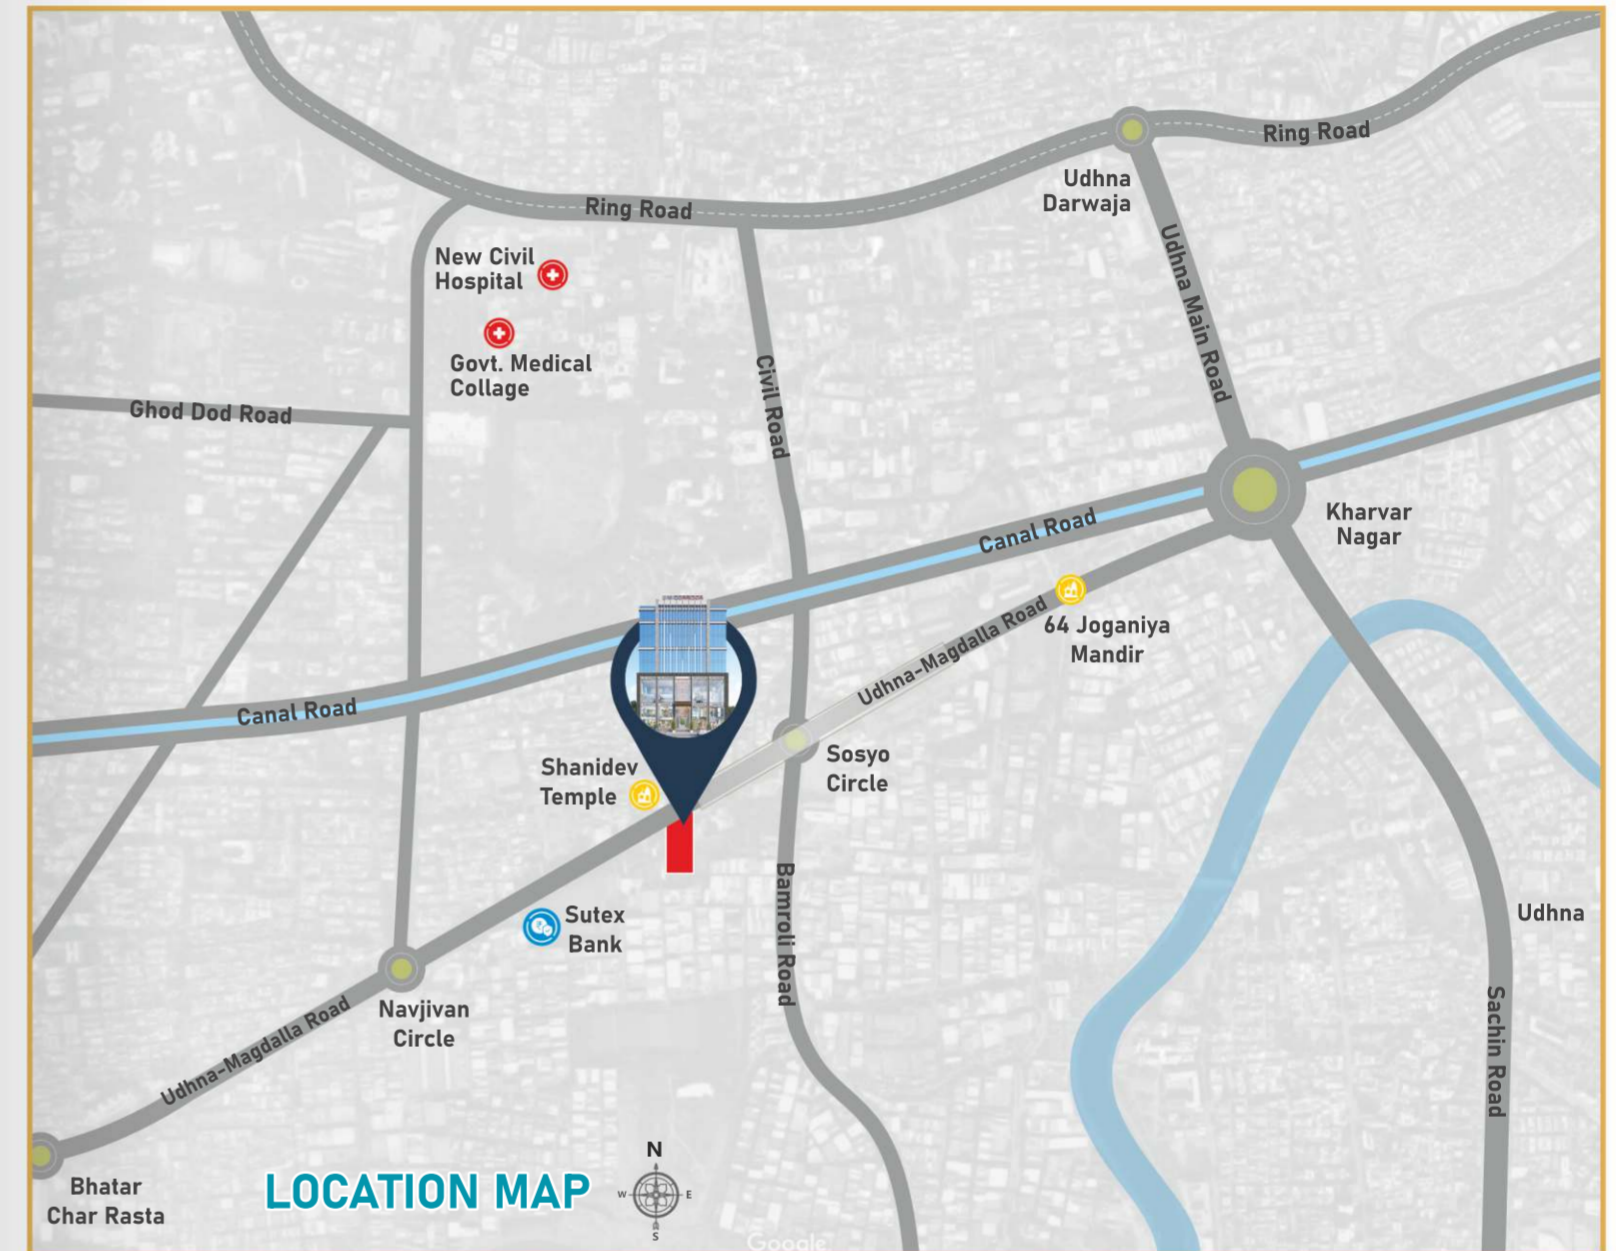 Ring Road
Udhna
Darwaja
Ring Road
New Civil
Hospital
Udhna Main Road
Govt. Medical
Collage
Civil Road
Ghod Dod Road
Kharvar
Nagar
Canal Road
64 Joganiya
Mandir
Udhna-Magdalla Road
Canal Road
Shanidev
Temple
Sosyo
Circle
Bamroli Road
Sutex
Bank
Udhna
Navjivan
Circle
Udhna-Magdalla Road
Sachin Road
Bhatar
Char Rasta
LOCATION MAP
N
W
E
S
Google